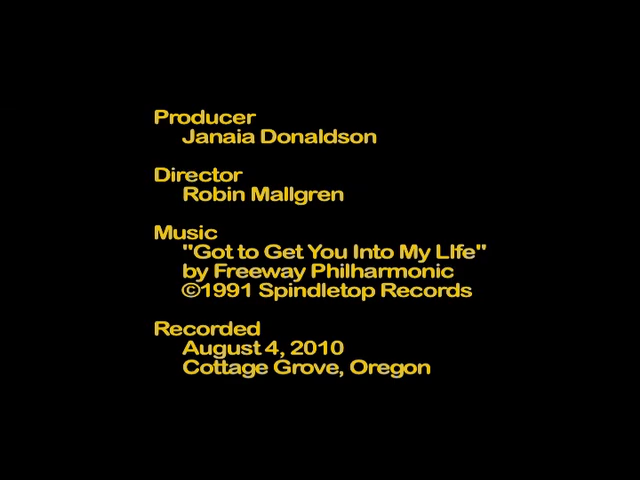 Producer
Janaia Donaldson
Director
Robin Mallgren
Music
"Got to Get You Into My LIfe"
by Freeway Philharmonic
©1991 Spindletop Records
Recorded
August 4, 2010
Cottage Grove, Oregon